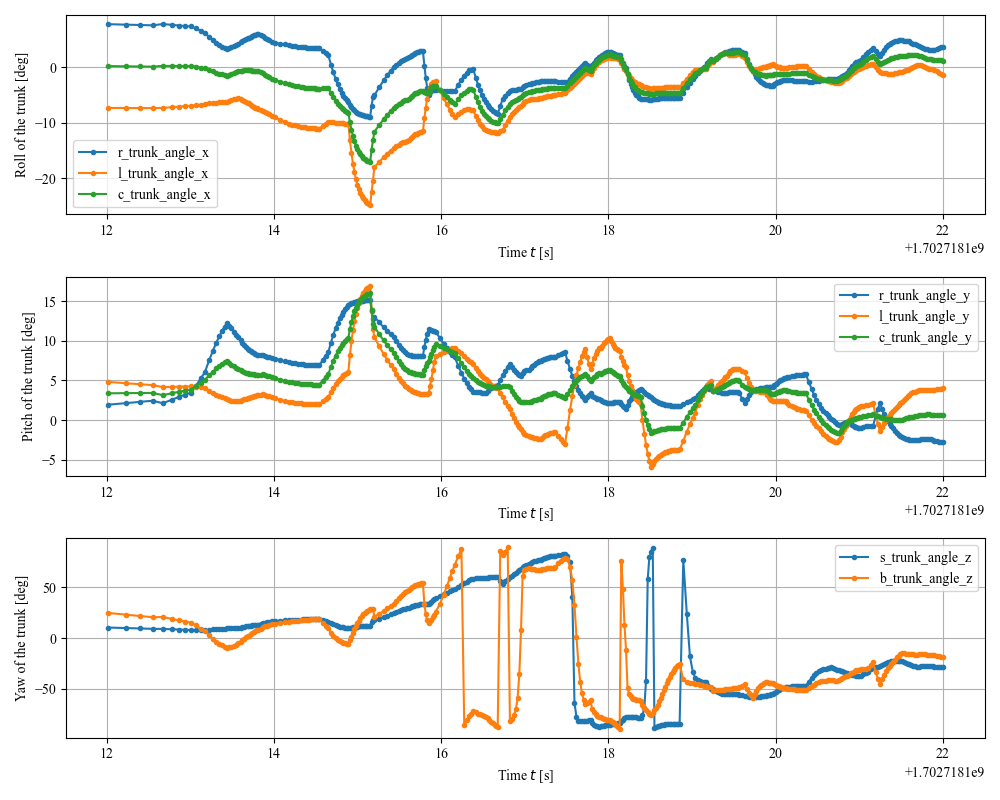 Roll of the trunk [deg]
0
−10
−20
r_trunk_angle_x
l_trunk_angle_x
c_trunk_angle_x
12 14 16 18 20 22
Time t [s]
+1.7027181e9
Pitch of the trunk [deg]
15
10
5
0
−5
r_trunk_angle_y
l_trunk_angle_y
c_trunk_angle_y
12 14 16 18 20 22
Time t [s]
+1.7027181e9
Yaw of the trunk [deg]
50
0
−50
s_trunk_angle_z
b_trunk_angle_z
12 14 16 18 20 22
Time t [s]
+1.7027181e9